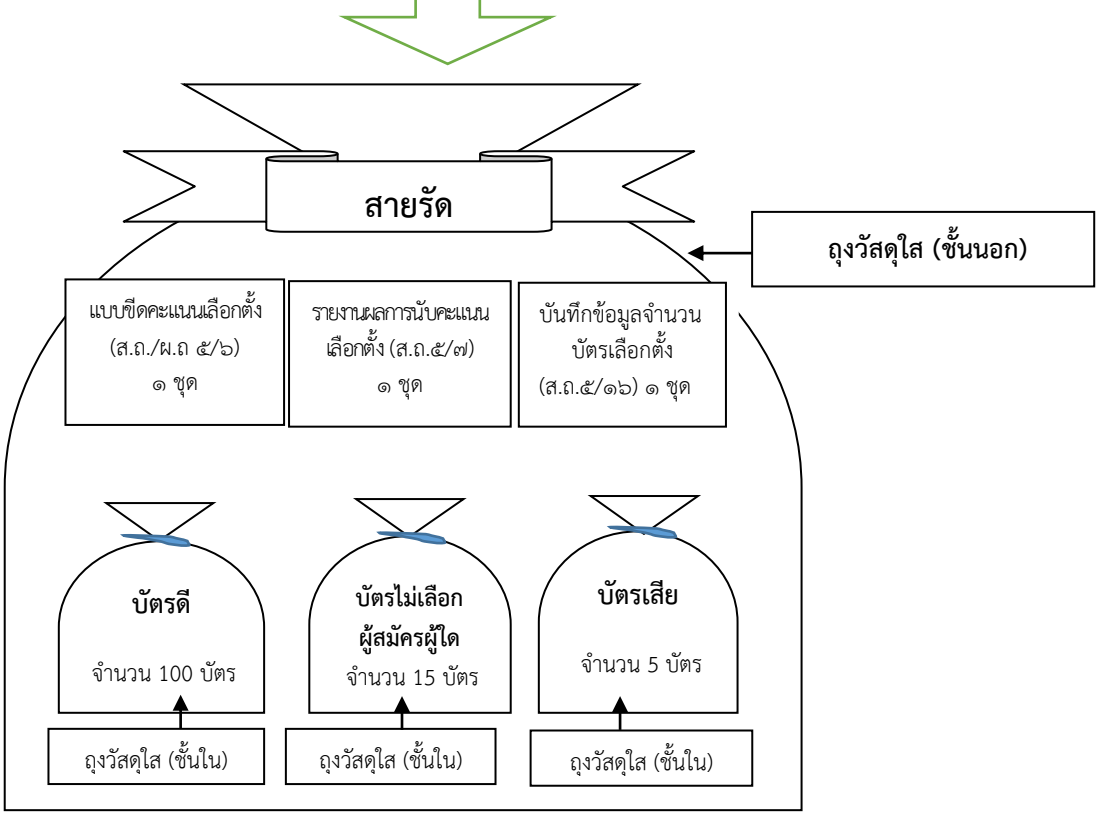 สายรัด
ถุงวัสดุใส (ชั้นนอก)
แบบขีดคะแนนเลือกตั้ง
(ส.ถ./ผ.ถ ๕/๖)
๑ ชุด
รายงานผลการนับคะแนน
เลือกตั้ง (ส.ถ.๕/๗)
๑ ชุด
บันทึกข้อมูลจำนวน
บัตรเลือกตั้ง
(ส.ถ.๕/๑๖) ๑ ชุด
บัตรดี
จำนวน 100 บัตร
บัตรไม่เลือก
ผู้สมัครผู้ใด
จำนวน 15 บัตร
บัตรเสีย
จำนวน 5 บัตร
ถุงวัสดุใส (ชั้นใน)
ถุงวัสดุใส (ชั้นใน)
ถุงวัสดุใส (ชั้นใน)